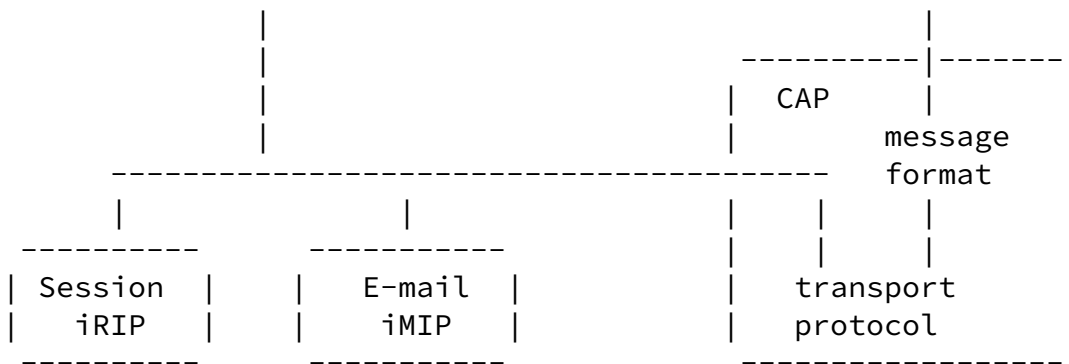 CAP
message
format
Session E-mail transport
iRIP iMIP protocol